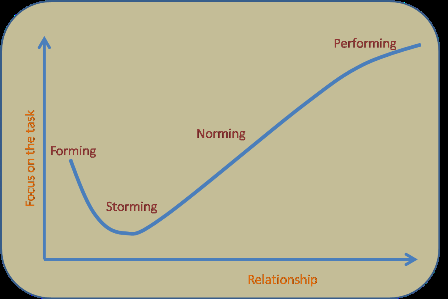 Performing
Norming
Forming
Storming
Focus on the task
Relationship